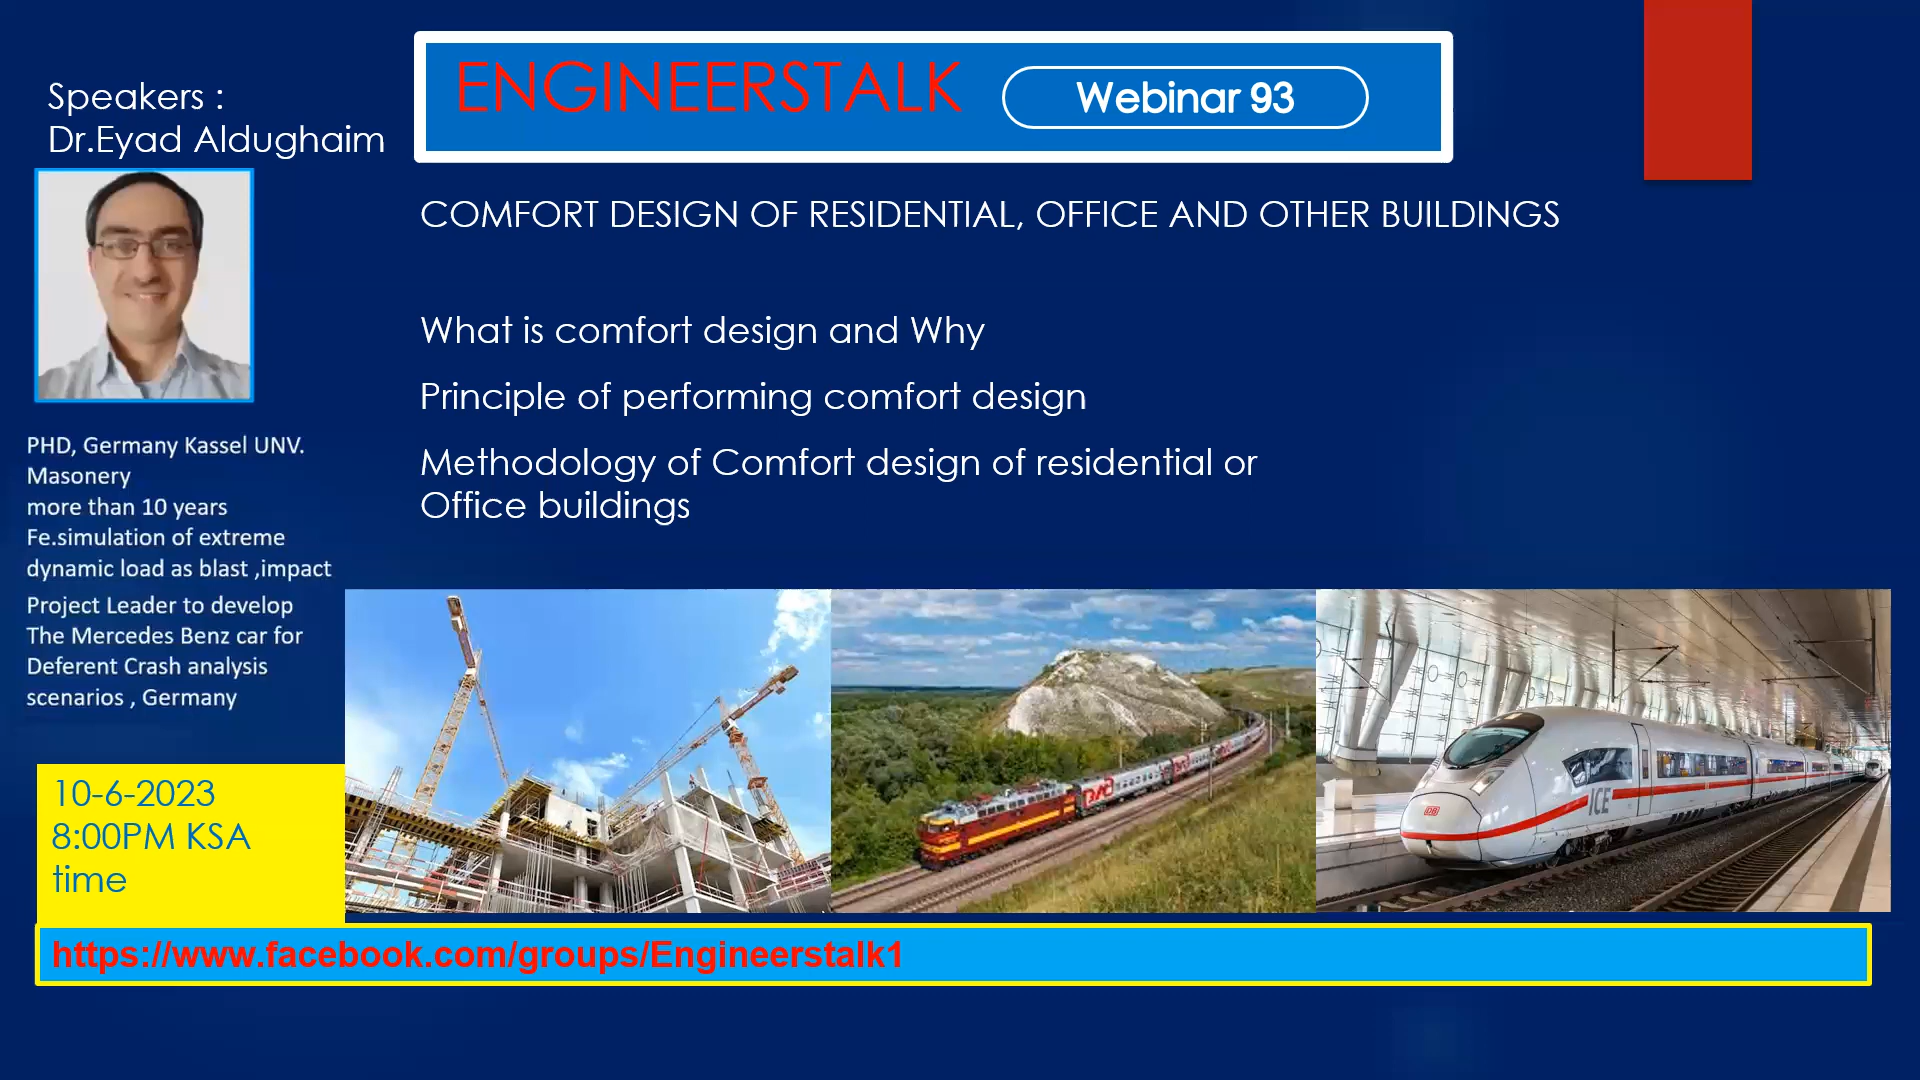 Speakers :
Dr.Eyad Aldughaim
ENGINEERSTALK
Webinar 93
COMFORT DESIGN OF RESIDENTIAL, OFFICE AND OTHER BUILDINGS
What is comfort design and Why
Principle of performing comfort design
Methodology of Comfort design of residential or
Office buildings
PHD, Germany Kassel UNV.
Masonery
more than 10 years
Fe.simulation of extreme
dynamic load as blast ,impact
Project Leader to develop
The Mercedes Benz car for
Deferent Crash analysis
scenarios , Germany
ICE
DB
10-6-2023
8:00PM KSA
time
https://www.facebook.com/groups/Engineerstalk1